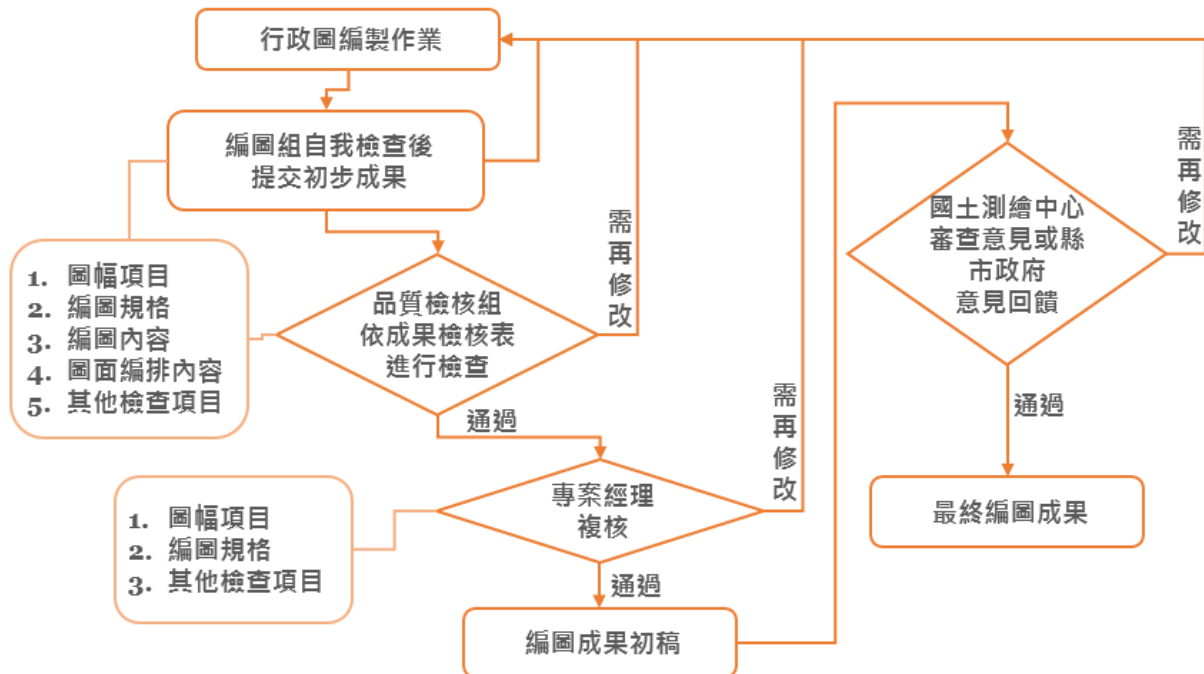 行政圖編製作業
編圖組自我檢查後
提交初步成果
1. 圖幅項目
2. 編圖規格
3. 編圖內容
4. 圖面編排內容
5. 其他檢查項目
品質檢核組
依成果檢核表
進行檢查
需再修改
通過
1. 圖幅項目
2. 編圖規格
3. 其他檢查項目
專案經理
複核
需再修改
通過
編圖成果初稿
國土測繪中心
審查意見或縣
市政府
意見回饋
需再修改
通過
最終編圖成果